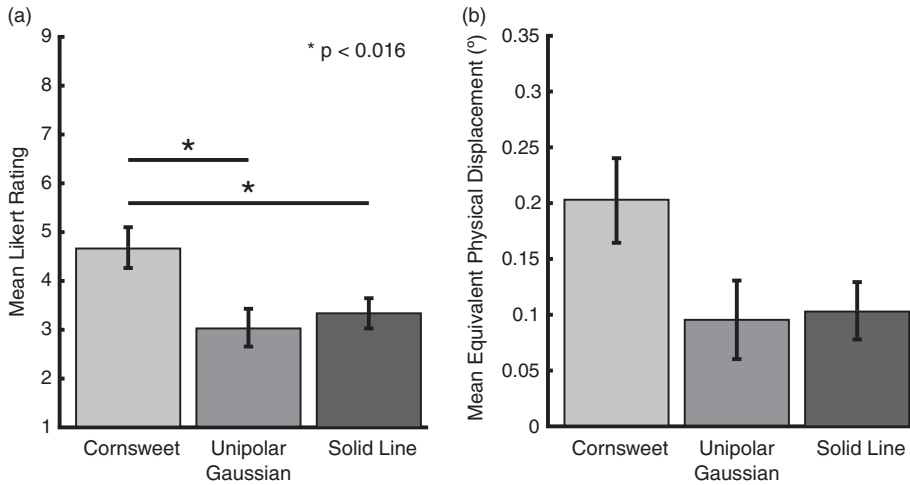 (a)
9
8
7
6
5
4
3
2
1
Mean Likert Rating
* p < 0.016
*
*
Cornsweet Unipolar Gaussian Solid Line
(b)
0.35
0.3
0.25
0.2
0.15
0.1
0.05
0
Mean Equivalent Physical Displacement (°)
Cornsweet Unipolar Gaussian Solid Line